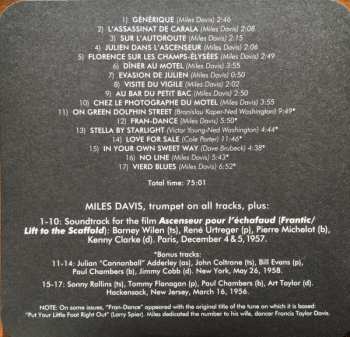 1) GÉNÉRIQUE (Miles Davis) 2:46
2) L'ASSASSINAT DE CARALA (Miles Davis) 2:08
3) SUR L'AUTOROUTE (Miles Davis) 2:15
4) JULIEN DANS L'ASCENSEUR (Miles Davis) 2:06
5) FLORENCE SUR LES CHAMPS-ÉLYSÉES (Miles Davis) 2:49
6) DÎNER AU MOTEL (Miles Davis) 3:55
7) EVASION DE JULIEN (Miles Davis) 0:50
8) VISITE DU VIGILE (Miles Davis) 2:02
9) AU BAR DU PETIT BAC (Miles Davis) 2:50
10) CHEZ LE PHOTOGRAPHE DU MOTEL (Miles Davis) 3:55
11) ON GREEN DOLPHIN STREET (Bronislau Kaper-Ned Washington) 9:49*
12) FRAN-DANCE (Miles Davis) 5:50*
13) STELLA BY STARLIGHT (Victor Young-Ned Washington) 4:44*
14) LOVE FOR SALE (Cole Porter) 11:46*
15) IN YOUR OWN SWEET WAY (Dave Brubeck) 4:38*
16) NO LINE (Miles Davis) 5:43*
17) VIERD BLUES (Miles Davis) 6:52*
Total time: 75:01
MILES DAVIS, trumpet on all tracks, plus:
1-10: Soundtrack for the film Ascenseur pour l'échafaud (Frantic/
Lift to the Scaffold): Barney Wilen (ts), René Urtreger (p), Pierre Michelot (b),
Kenny Clarke (d). Paris, December 4 & 5, 1957.
*Bonus tracks:
11-14: Julian "Cannonball" Adderley (as), John Coltrane (ts), Bill Evans (p),
Paul Chambers (b), Jimmy Cobb (d). New York, May 26, 1958.
15-17: Sonny Rollins (ts), Tommy Flanagan (p), Paul Chambers (b), Art Taylor (d).
Hackensack, New Jersey, March 16, 1956.
NOTE: On some issues, "Fran-Dance" appeared with the original title of the tune on which it is based:
"Put Your Little Foot Right Out" (Larry Spier). Miles dedicated the number to his wife, dancer Francis Taylor Davis.